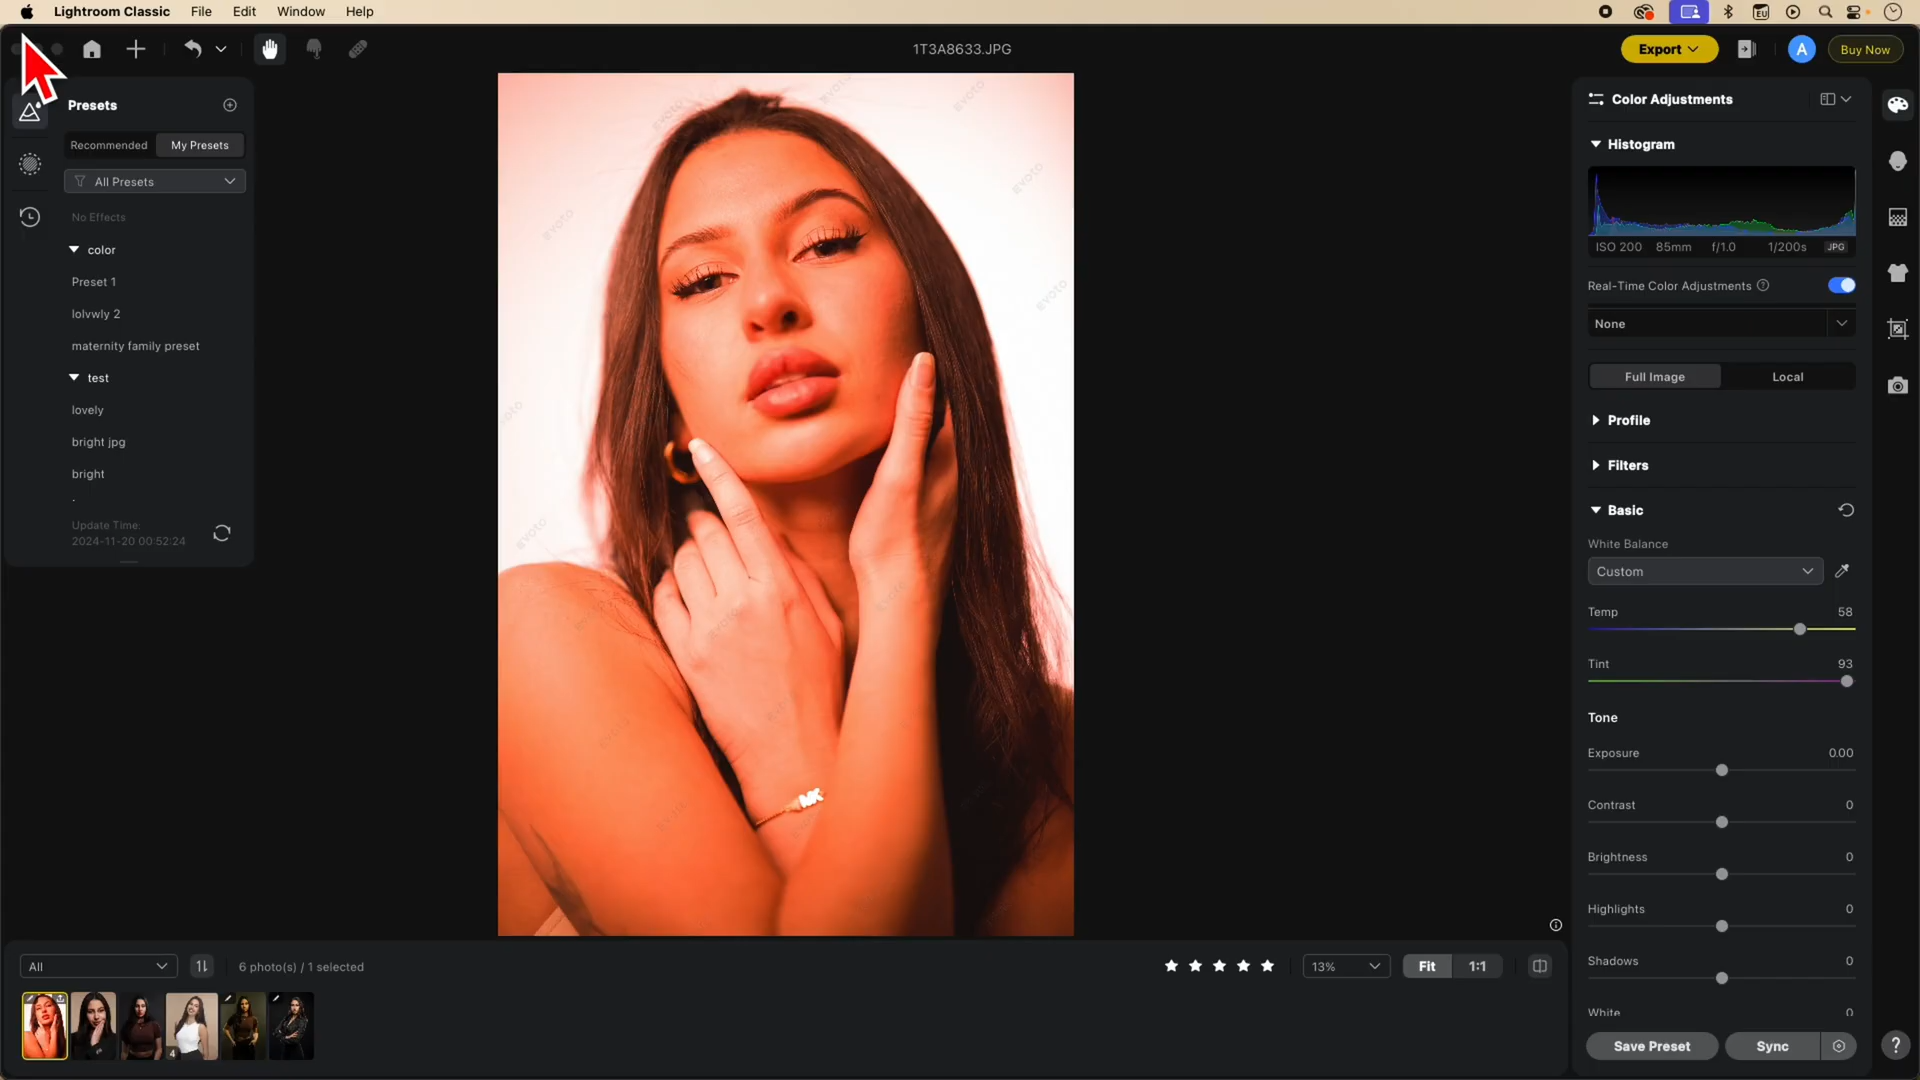 Lightroom Classic File Edit Window Help
EU
1T3A8633.JPG
Export
A
Buy Now
Presets
Recommended My Presets
All Presets
No Effects
color
Preset 1
lolvwly 2
maternity family preset
test
lovely
bright jpg
bright
Update Time:
2024-11-20 00:52:24
evoto
MK
Color Adjustments
Histogram
ISO 200 85mm f/1.0 1/200s JPG
Real-Time Color Adjustments ?
None
Full Image Local
Profile
Filters
Basic
White Balance
Custom
Temp 58
Tint 93
Tone
Exposure 0.00
Contrast 0
Brightness 0
Highlights 0
Shadows 0
White 0
Save Preset Sync
?
All
6 photo(s) / 1 selected
13%
Fit 1:1
4